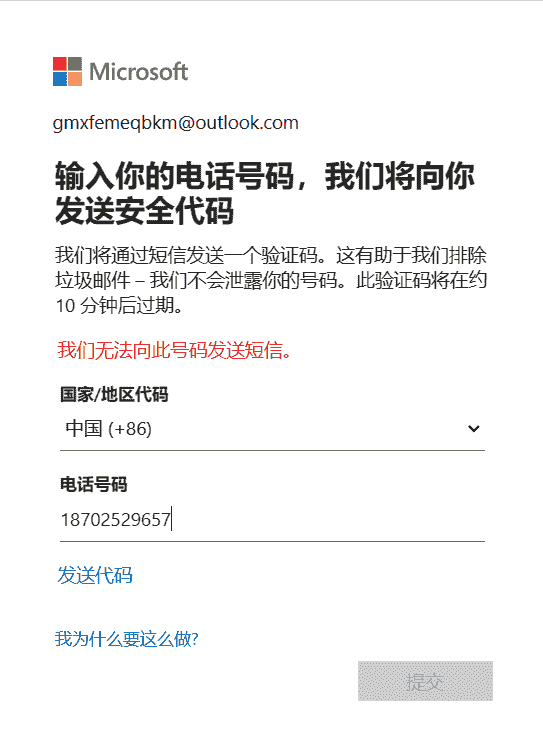 Microsoft
gmxfemeqbkm@outlook.com
输入你的电话号码，我们将向你
发送安全代码
我们将通过短信发送一个验证码。这有助于我们排除
垃圾邮件 – 我们不会泄露你的号码。此验证码将在约
10 分钟后过期。
我们无法向此号码发送短信。
国家/地区代码
中国 (+86)
电话号码
18702529657
发送代码
我为什么要这么做?
提交